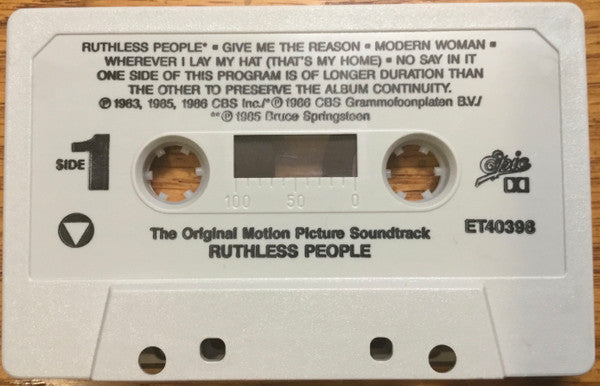 RUTHLESS PEOPLE* • GIVE ME THE REASON • MODERN WOMAN •
WHEREVER I LAY MY HAT (THAT'S MY HOME) • NO SAY IN IT
ONE SIDE OF THIS PROGRAM IS OF LONGER DURATION THAN
THE OTHER TO PRESERVE THE ALBUM CONTINUITY.
℗ 1983, 1985, 1986 CBS Inc./*℗ 1986 CBS Grammofoonplaten B.V./
**℗ 1985 Bruce Springsteen
SIDE 1
100 50 0
Epic
The Original Motion Picture Soundtrack
RUTHLESS PEOPLE
ET40398